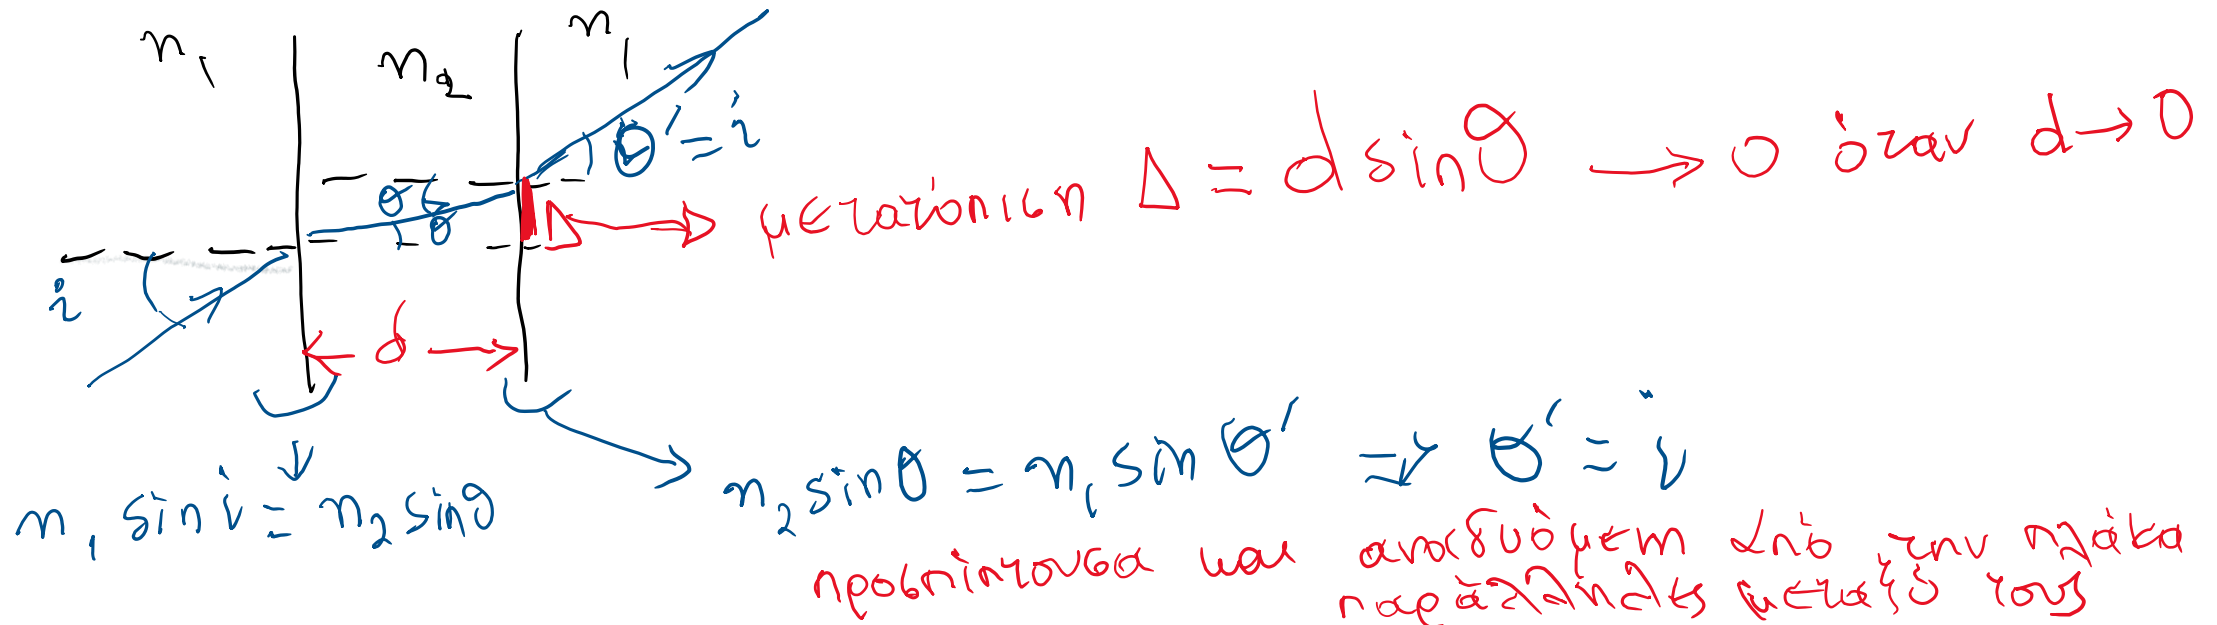 n₁ n₂ n₁
θ' = i
θ
θ
Δ
μετατόπιση Δ = d sinθ → 0 όταν d → 0
i
d
n₁ sin i = n₂ sinθ
n₂ sinθ = n₁ sinθ' ⇒ θ' = i
προσπίπτουσα και αναδυόμεη από την πλάκα
παράλληλες μεταξύ τους